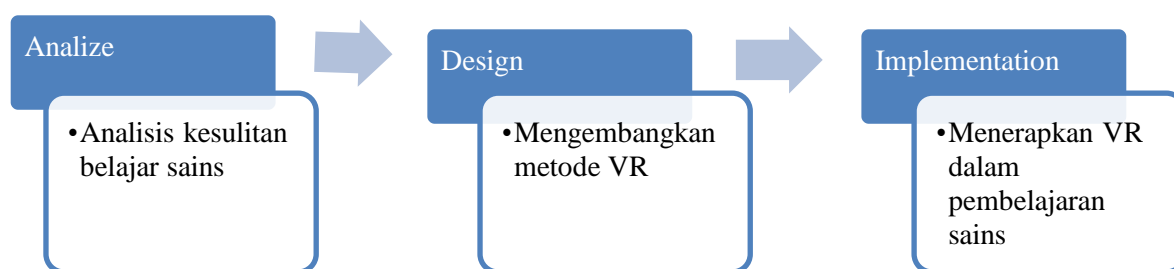 Analize
•Analisis kesulitan
belajar sains
Design
•Mengembangkan
metode VR
Implementation
•Menerapkan VR
dalam
pembelajaran
sains